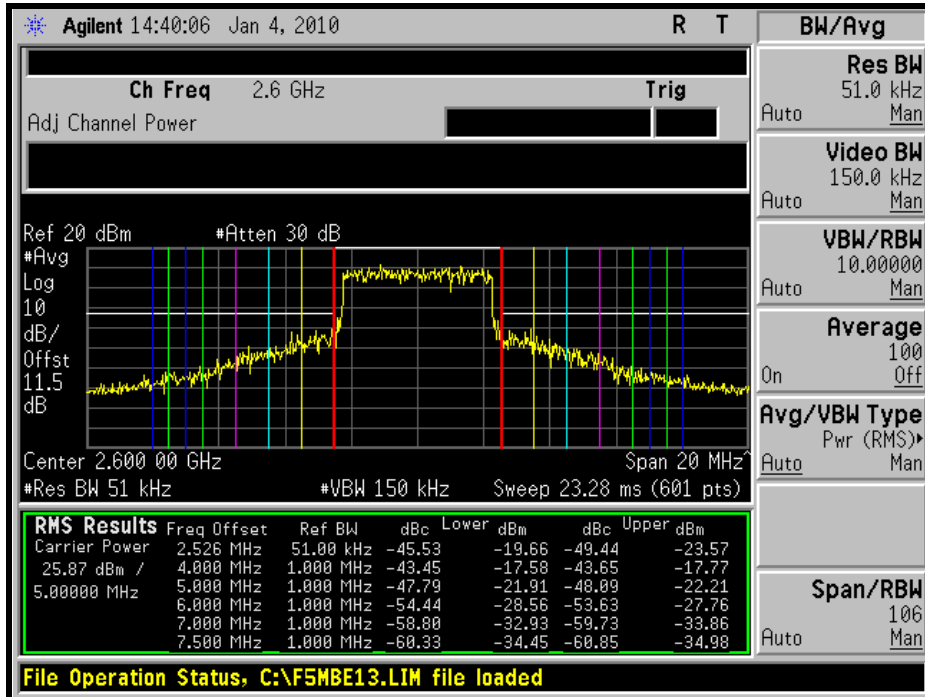 Agilent 14:40:06 Jan 4, 2010 R T
BW/Avg
Ch Freq 2.6 GHz Trig
Adj Channel Power
Ref 20 dBm #Atten 30 dB
#Avg
Log
10
dB/
Offst
11.5
dB
Center 2.600 00 GHz Span 20 MHz^
#Res BW 51 kHz #VBW 150 kHz Sweep 23.28 ms (601 pts)
RMS Results Freq Offset Ref BW dBc Lower dBm dBc Upper dBm
Carrier Power 2.526 MHz 51.00 kHz -45.53 -19.66 -49.44 -23.57
25.87 dBm / 4.000 MHz 1.000 MHz -43.45 -17.58 -43.65 -17.77
5.00000 MHz 5.000 MHz 1.000 MHz -47.79 -21.91 -48.09 -22.21
6.000 MHz 1.000 MHz -54.44 -28.56 -53.63 -27.76
7.000 MHz 1.000 MHz -58.80 -32.93 -59.73 -33.86
7.500 MHz 1.000 MHz -60.33 -34.45 -60.85 -34.98
File Operation Status, C:\F5MBE13.LIM file loaded
Res BW
51.0 kHz
Auto Man
Video BW
150.0 kHz
Auto Man
VBW/RBW
10.00000
Auto Man
Average
100
On Off
Avg/VBW Type
Pwr (RMS)▸
Auto Man
Span/RBW
106
Auto Man